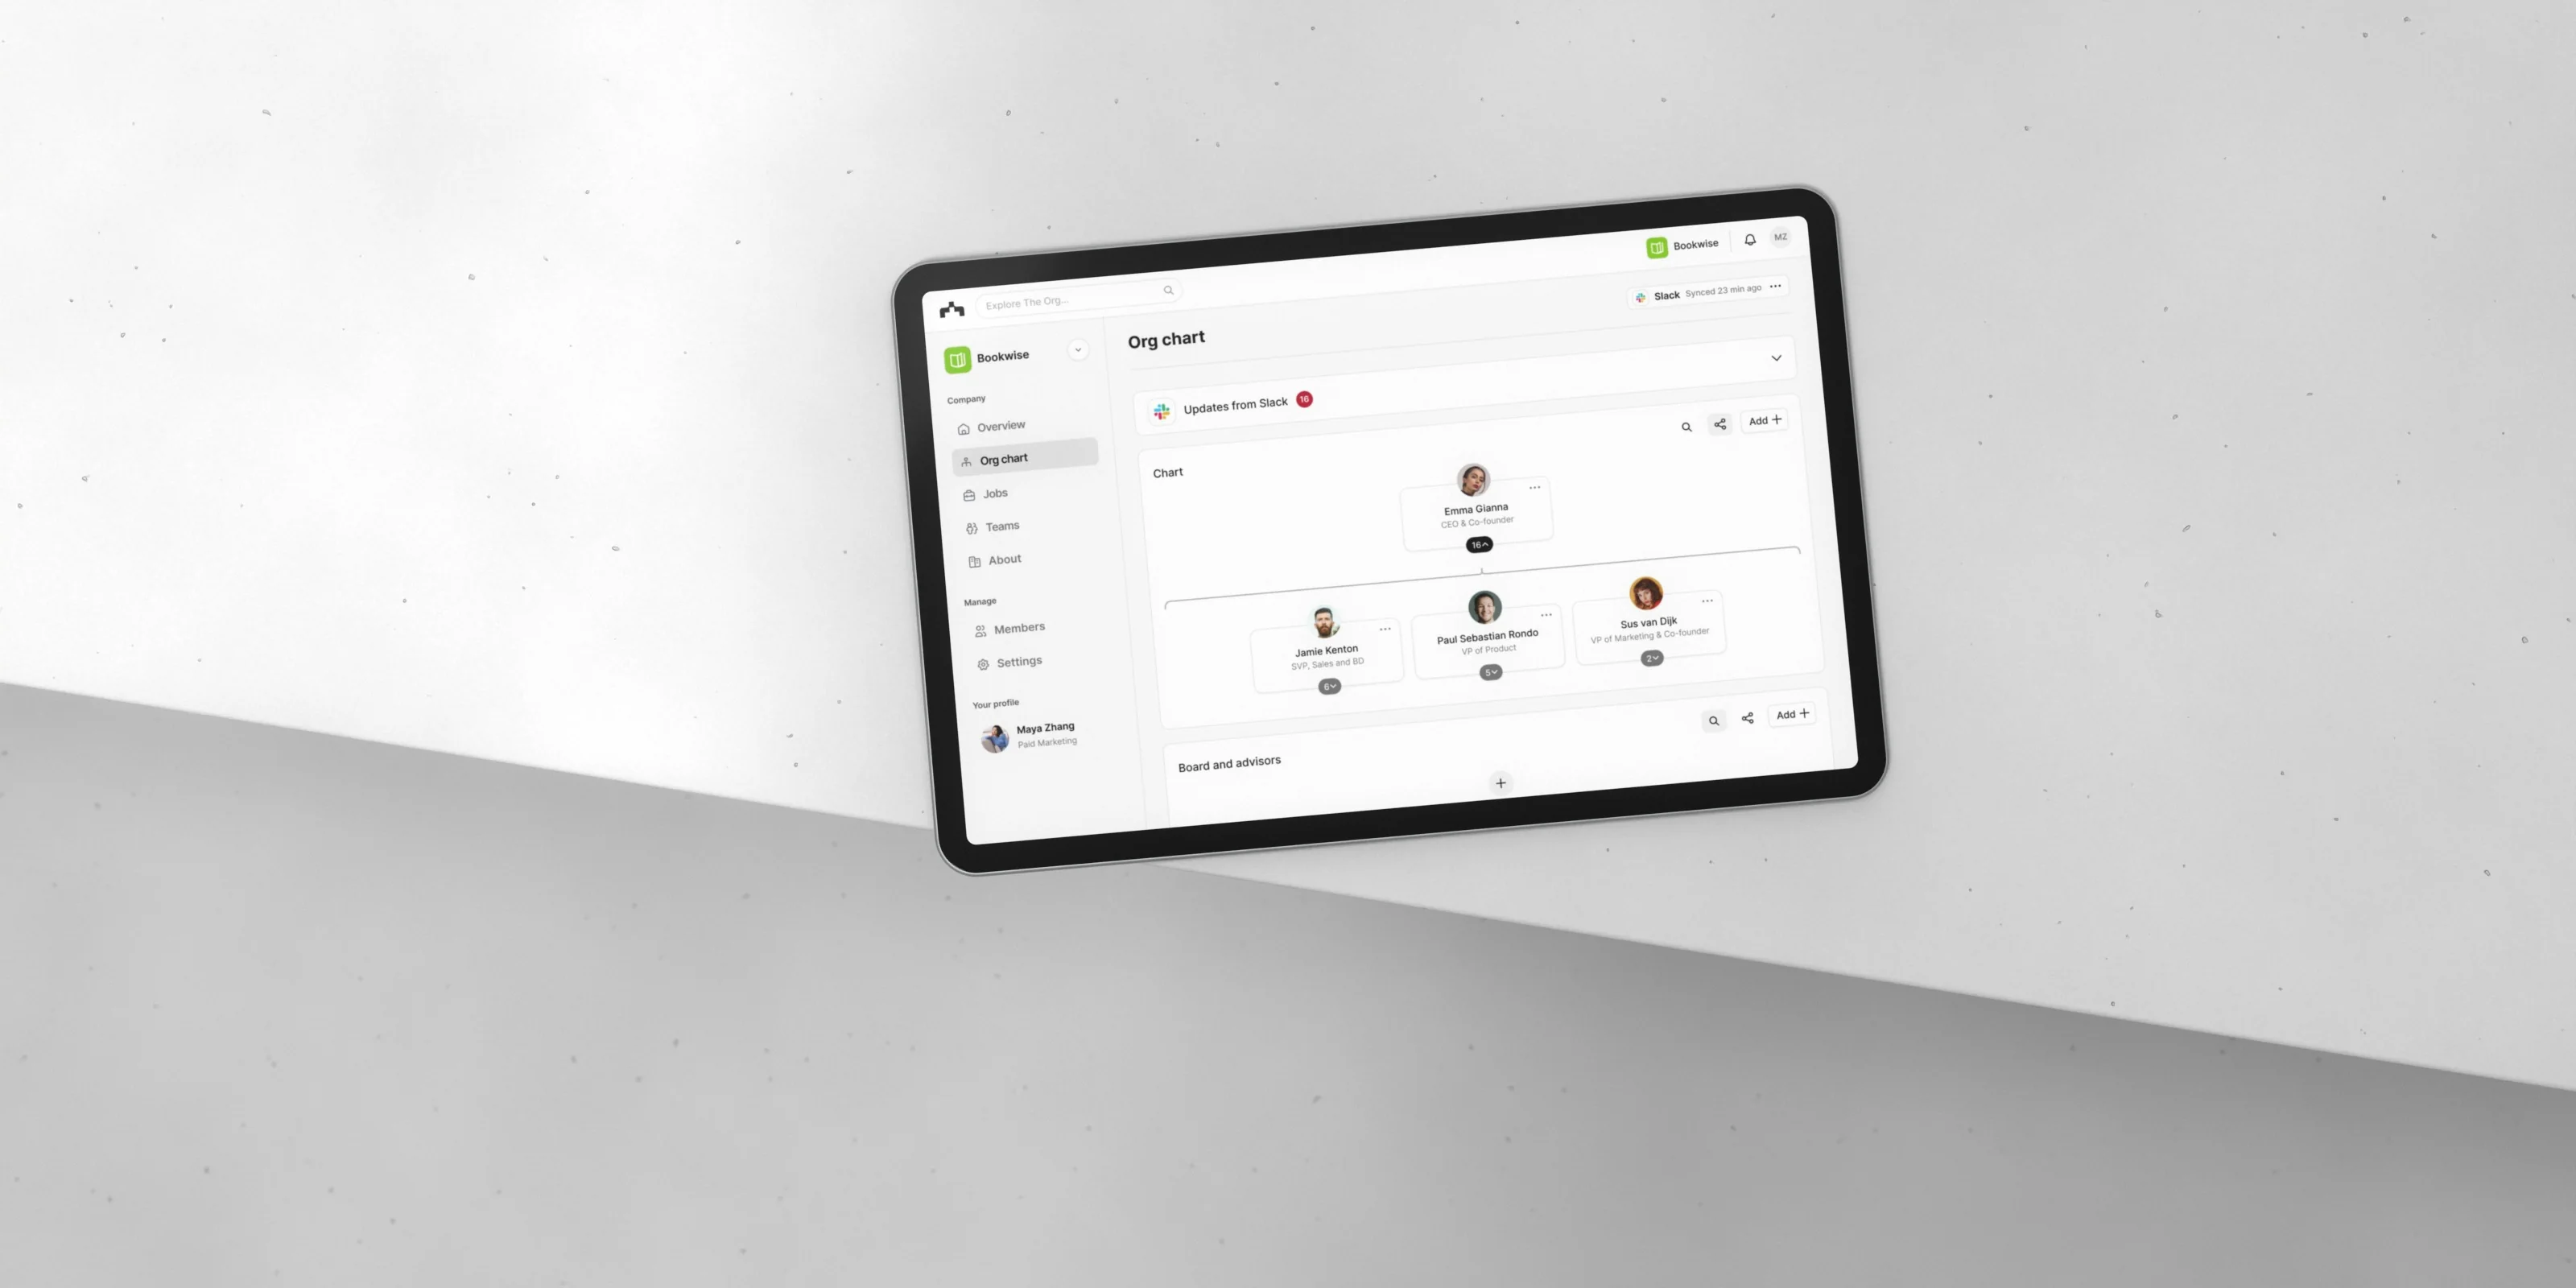 Explore The Org...
Bookwise
MZ
Bookwise
Company
Overview
Org chart
Jobs
Teams
About
Manage
Members
Settings
Your profile
Maya Zhang
Paid Marketing
Org chart
Slack Synced 23 min ago
Updates from Slack 16
Chart
Add
Emma Gianna
CEO & Co-founder
16
Jamie Kenton
SVP, Sales and BD
6
Paul Sebastian Rondo
VP of Product
5
Sus van Dijk
VP of Marketing & Co-founder
2
Board and advisors
Add